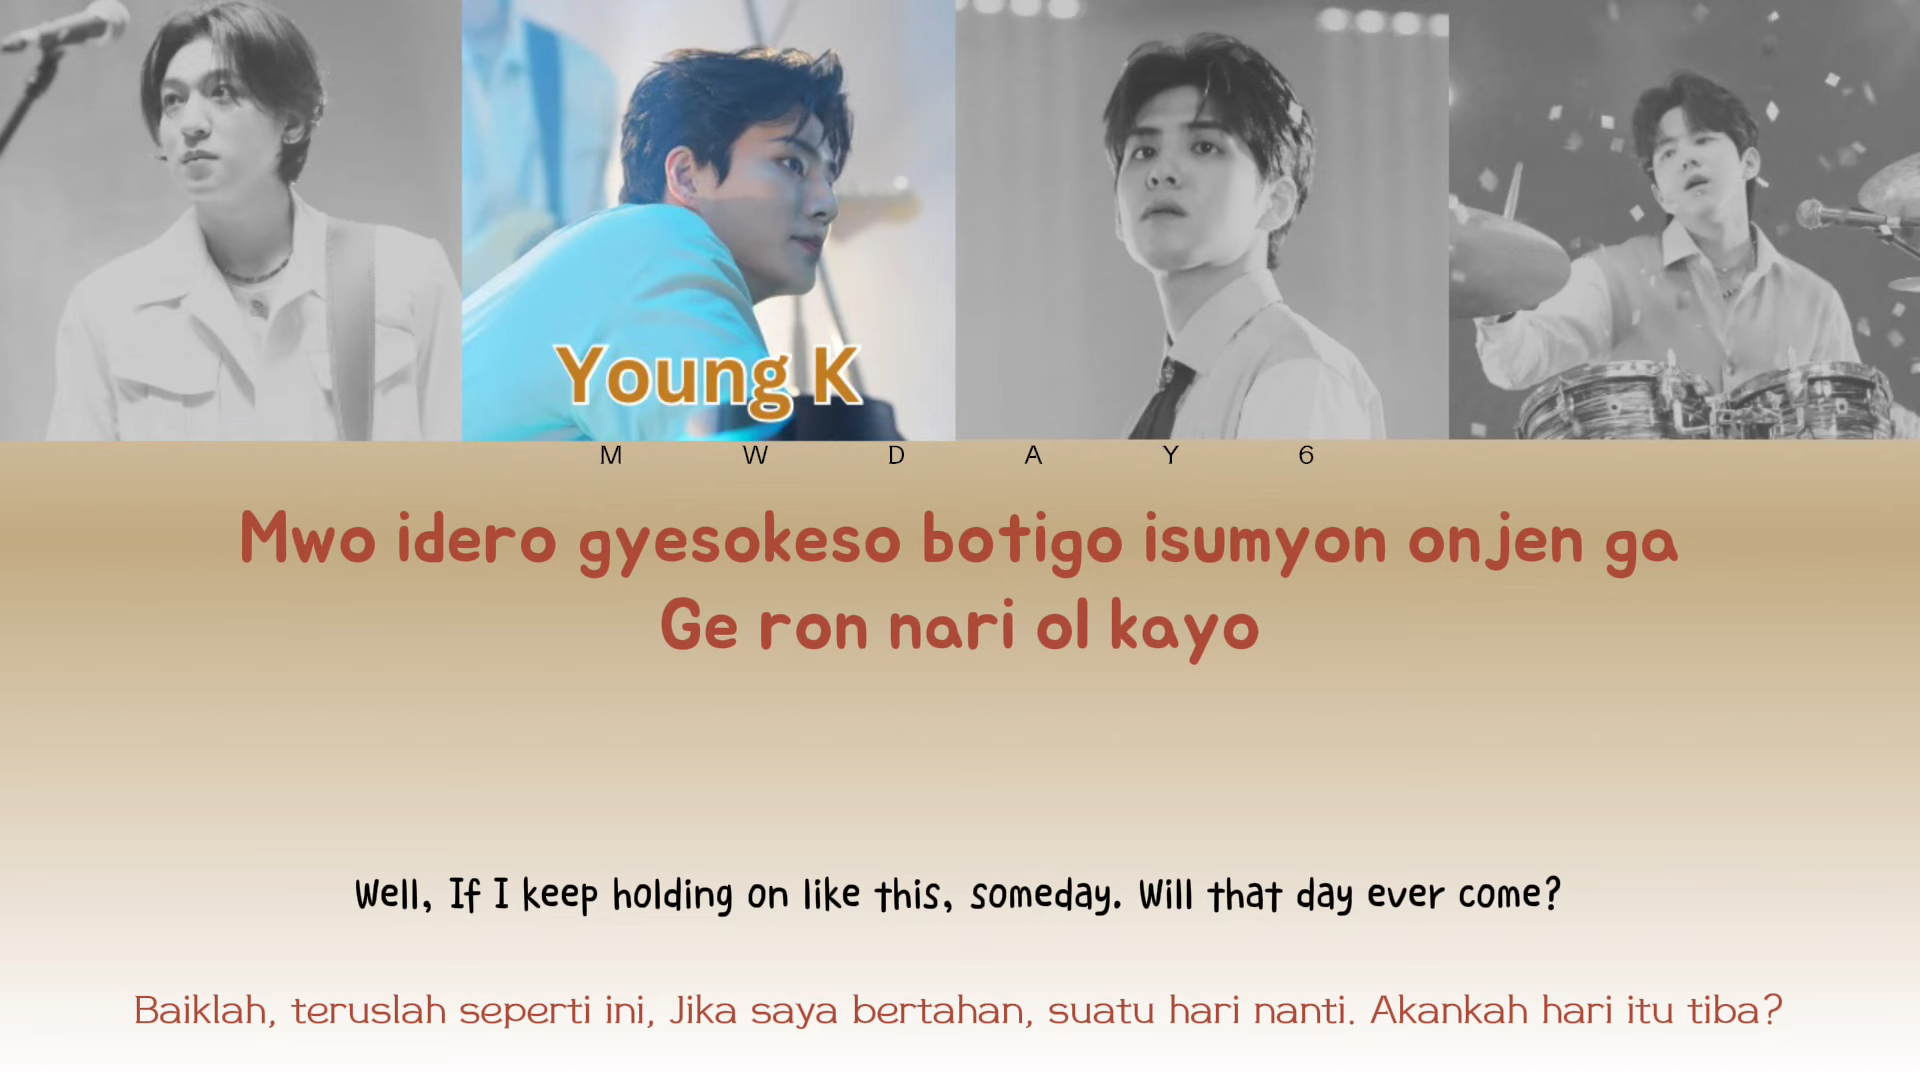 Young K
M W D A Y 6
Mwo idero gyesokeso botigo isumyon onjen ga
Ge ron nari ol kayo
Well, If I keep holding on like this, someday. Will that day ever come?
Baiklah, teruslah seperti ini, Jika saya bertahan, suatu hari nanti. Akankah hari itu tiba?